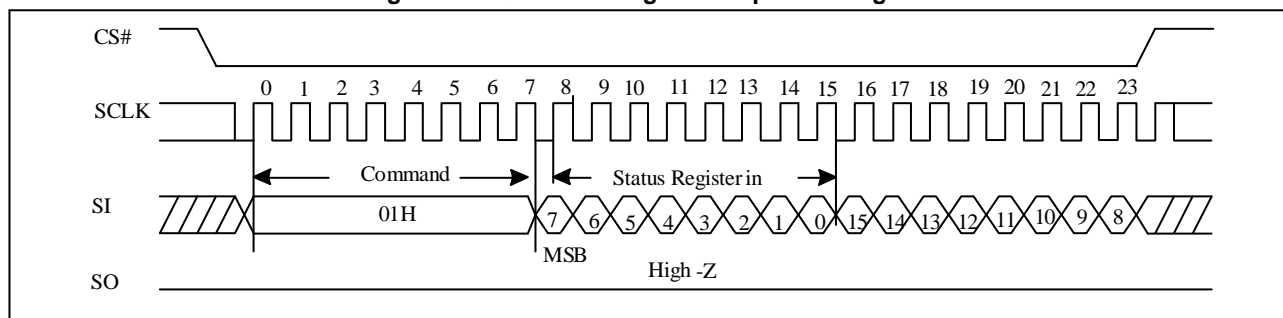 CS#
0 1 2 3 4 5 6 7 8 9 10 11 12 13 14 15 16 17 18 19 20 21 22 23
SCLK
Command Status Register in
SI 01H 7 6 5 4 3 2 1 0 15 14 13 12 11 10 9 8
MSB
High -Z
SO